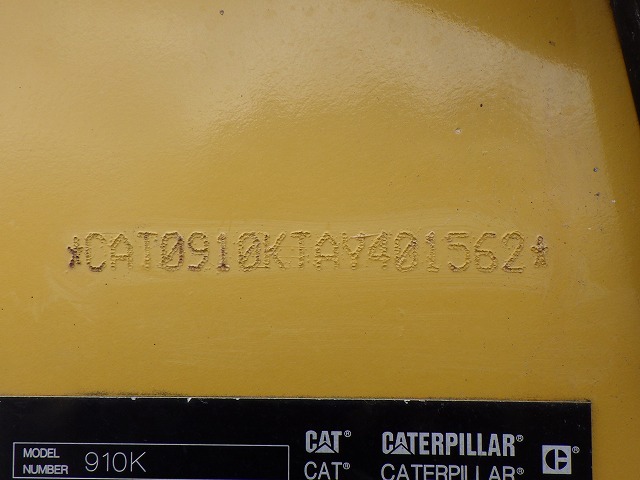 *CAT0910KTAY401562*
CAT® CATERPILLAR®
MODEL NUMBER 910K
CAT® CATERPILLAR